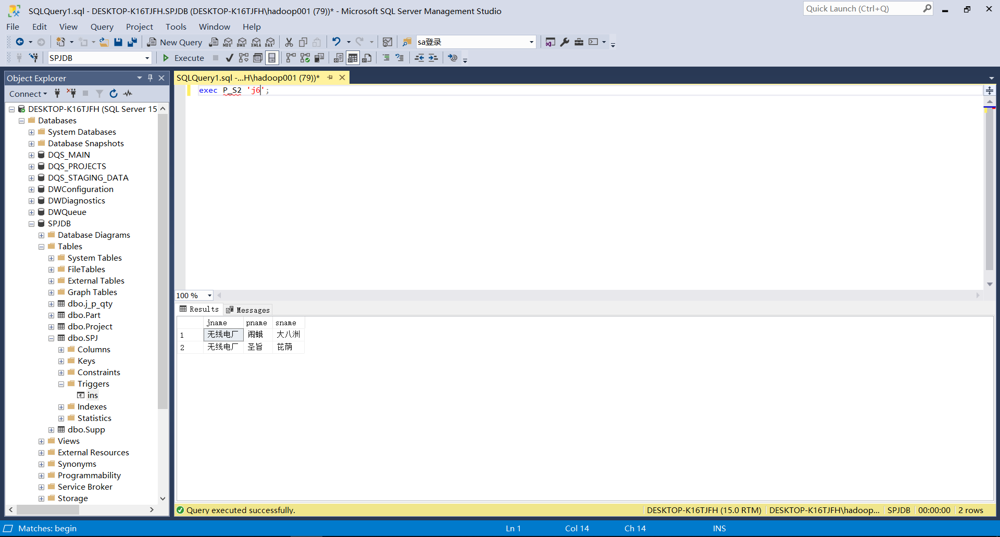 SQLQuery1.sql - DESKTOP-K16TJFH.SPJDB (DESKTOP-K16TJFH\hadoop001 (79))* - Microsoft SQL Server Management Studio
Quick Launch (Ctrl+Q)
File Edit View Query Project Tools Window Help
New Query MDX DMX XMLA DAX sa登录
SPJDB Execute
Object Explorer
SQLQuery1.sql -...H\hadoop001 (79))*
Connect
exec P_S2 'j6';
DESKTOP-K16TJFH (SQL Server 15
Databases
System Databases
Database Snapshots
DQS_MAIN
DQS_PROJECTS
DQS_STAGING_DATA
DWConfiguration
DWDiagnostics
DWQueue
SPJDB
Database Diagrams
Tables
System Tables
FileTables
External Tables
Graph Tables
dbo.j_p_qty
dbo.Part
dbo.Project
dbo.SPJ
Columns
Keys
Constraints
Triggers
ins
Indexes
Statistics
dbo.Supp
Views
External Resources
Synonyms
Programmability
Service Broker
Storage
100 %
Results Messages
jname pname sname
1 无线电厂 闹蛾 大八洲
2 无线电厂 圣旨 芘荫
Query executed successfully.
DESKTOP-K16TJFH (15.0 RTM) DESKTOP-K16TJFH\hadoop... SPJDB 00:00:00 2 rows
Matches: begin Ln 1 Col 14 Ch 14 INS